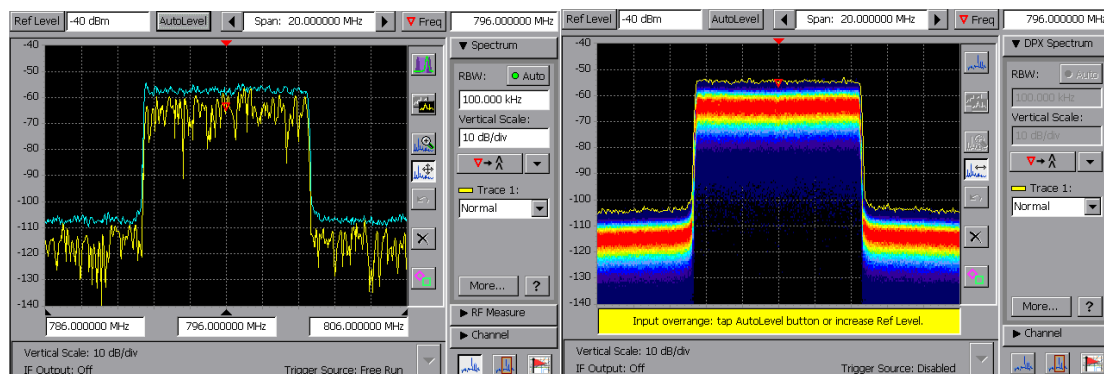 Ref Level -40 dBm AutoLevel Span: 20.000000 MHz Freq 796.000000 MHz
-40
-50
-60
-70
-80
-90
-100
-110
-120
-130
-140
786.000000 MHz 796.000000 MHz 806.000000 MHz
Vertical Scale: 10 dB/div
IF Output: Off Trigger Source: Free Run
Spectrum
RBW: Auto
100.000 kHz
Vertical Scale:
10 dB/div
Trace 1:
Normal
More... ?
RF Measure
Channel
Ref Level -40 dBm AutoLevel Span: 20.000000 MHz Freq 796.000000 MHz
-40
-50
-60
-70
-80
-90
-100
-110
-120
-130
-140
Input overrange: tap AutoLevel button or increase Ref Level.
Vertical Scale: 10 dB/div
IF Output: Off Trigger Source: Disabled
DPX Spectrum
RBW: Auto
100.000 kHz
Vertical Scale:
10 dB/div
Trace 1:
Normal
More... ?
Channel